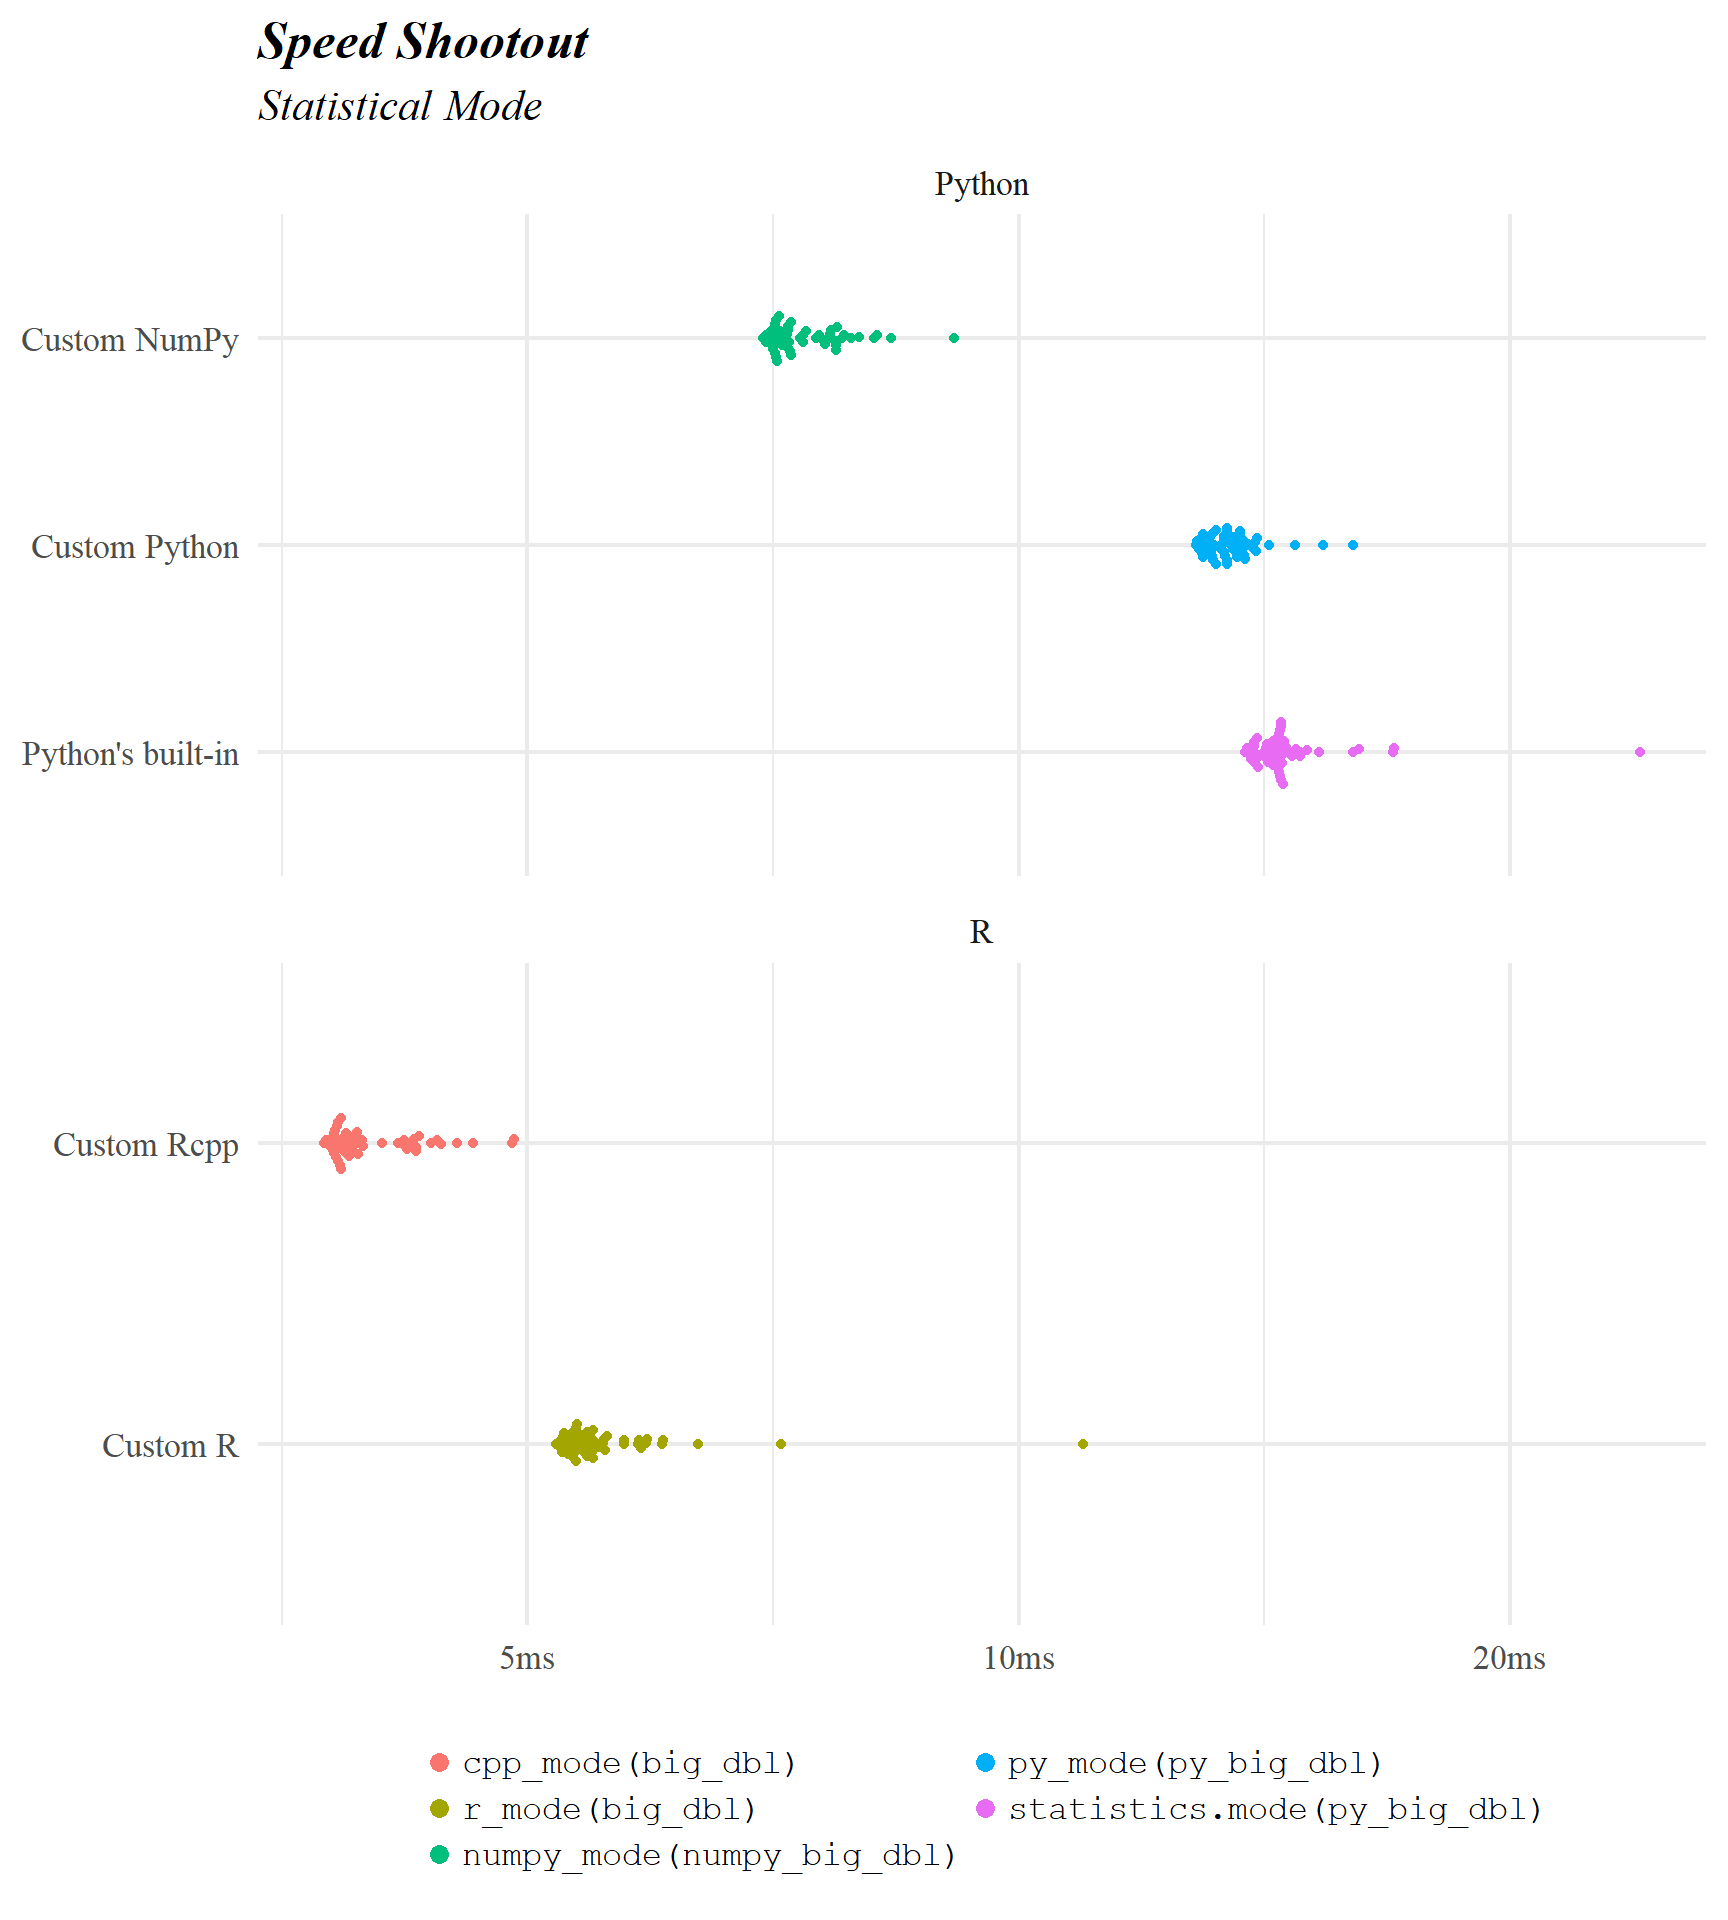 Speed Shootout
Statistical Mode
Python
Custom NumPy
Custom Python
Python's built-in
R
Custom Rcpp
Custom R
5ms 10ms 20ms
cpp_mode(big_dbl) py_mode(py_big_dbl)
r_mode(big_dbl) statistics.mode(py_big_dbl)
numpy_mode(numpy_big_dbl)